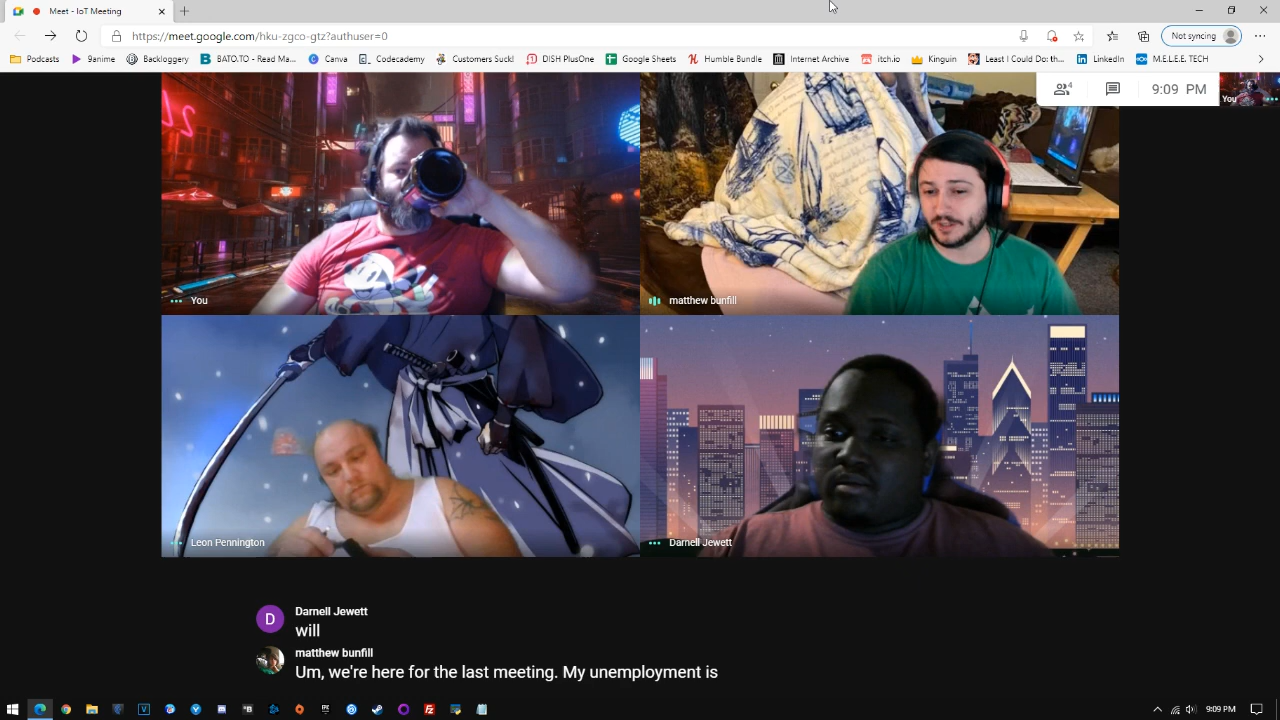 Meet - IoT Meeting
https://meet.google.com/hku-zgco-gtz?authuser=0
Not syncing
Podcasts
9anime
Backloggery
BATO.TO - Read Ma...
Canva
Codecademy
Customers Suck!
DISH PlusOne
Google Sheets
Humble Bundle
Internet Archive
itch.io
Kinguin
Least I Could Do: th...
LinkedIn
M.E.L.E.E. TECH
4
9:09 PM
You
You
matthew bunfill
Leon Pennington
Darnell Jewett
D
Darnell Jewett
will
matthew bunfill
Um, we're here for the last meeting. My unemployment is
9:09 PM